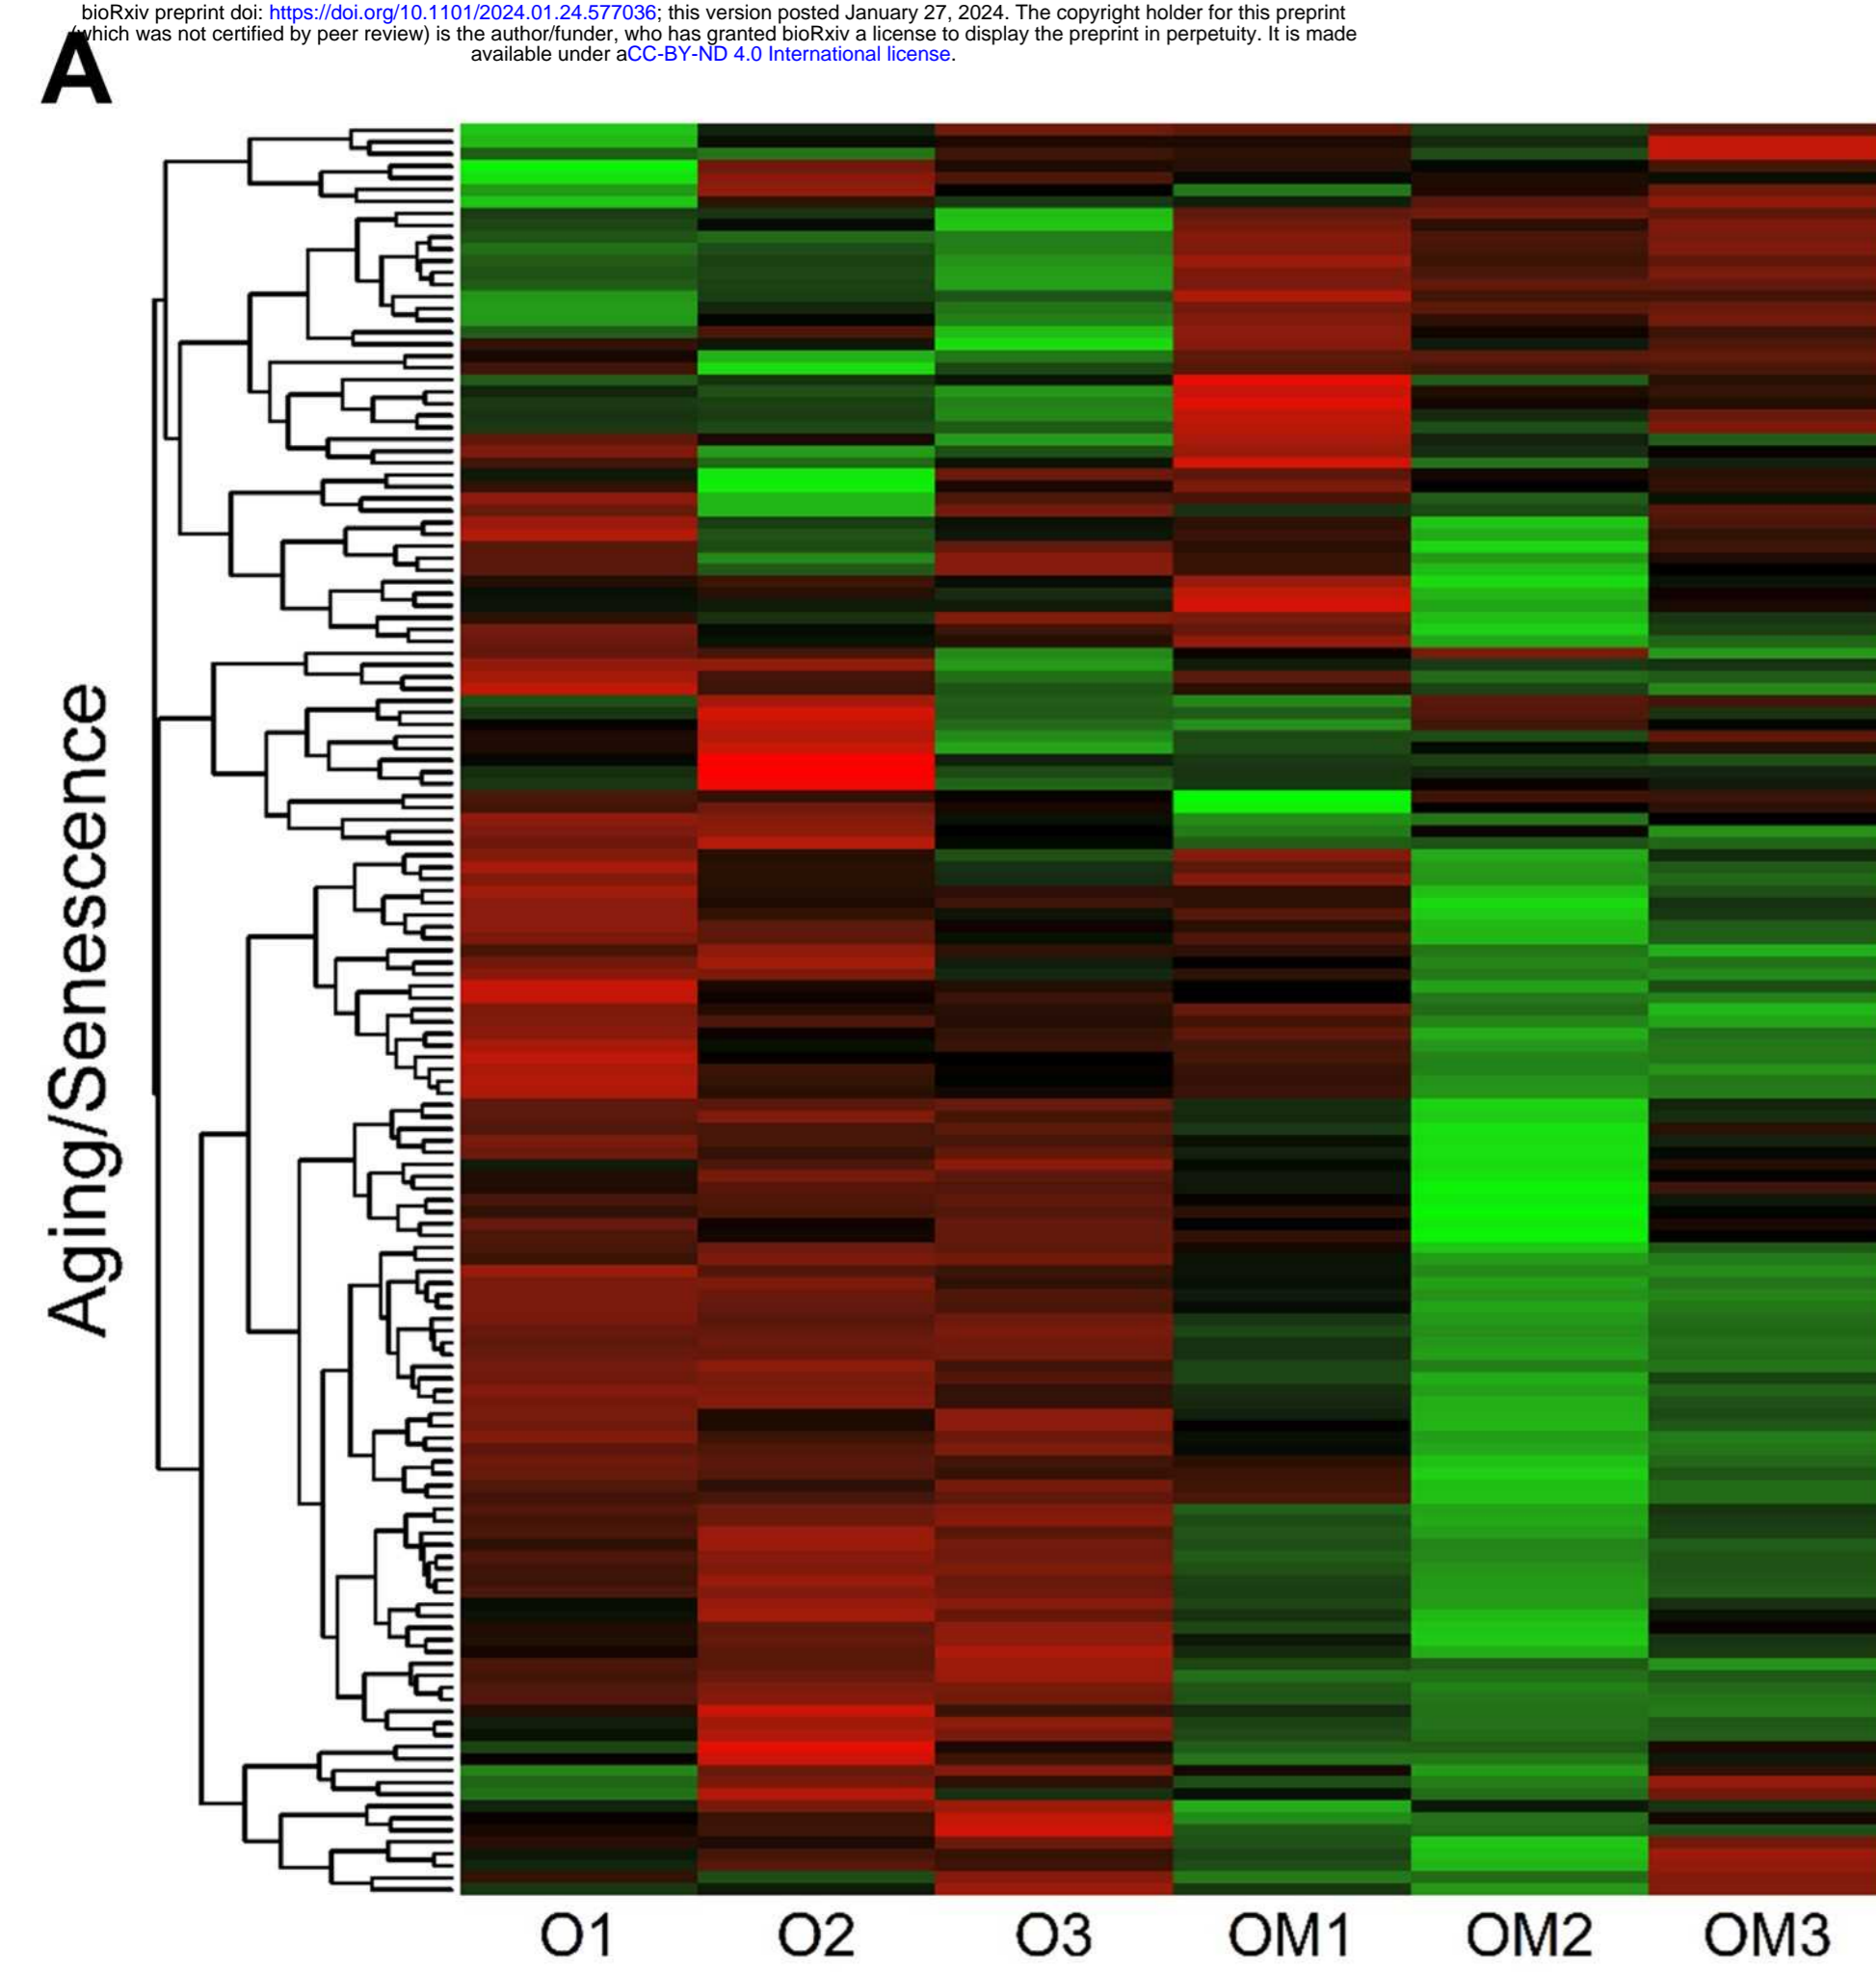 bioRxiv preprint doi: https://doi.org/10.1101/2024.01.24.577036; this version posted January 27, 2024. The copyright holder for this preprint
(which was not certified by peer review) is the author/funder, who has granted bioRxiv a license to display the preprint in perpetuity. It is made
available under aCC-BY-ND 4.0 International license.
A
Aging/Senescence
O1 O2 O3 OM1 OM2 OM3